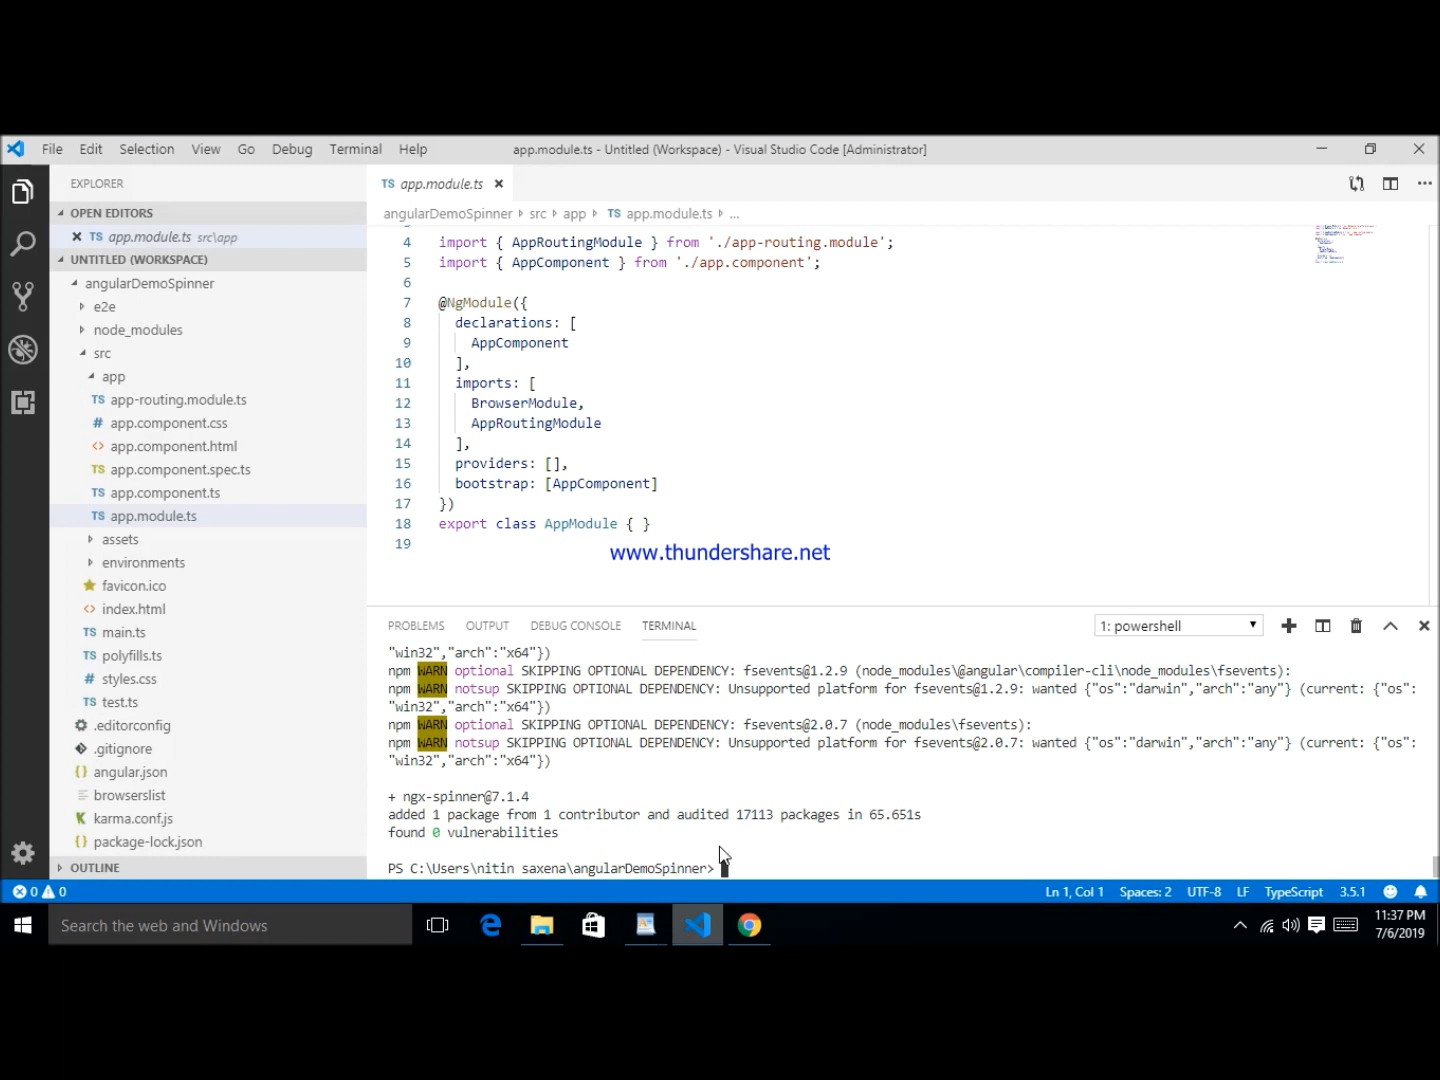 File Edit Selection View Go Debug Terminal Help app.module.ts - Untitled (Workspace) - Visual Studio Code [Administrator]
EXPLORER
OPEN EDITORS
app.module.ts src\app
UNTITLED (WORKSPACE)
angularDemoSpinner
e2e
node_modules
src
app
TS app-routing.module.ts
# app.component.css
<> app.component.html
TS app.component.spec.ts
TS app.component.ts
TS app.module.ts
assets
environments
favicon.ico
<> index.html
TS main.ts
TS polyfills.ts
# styles.css
TS test.ts
.editorconfig
.gitignore
{} angular.json
browserslist
K karma.conf.js
{} package-lock.json
OUTLINE
TS app.module.ts
angularDemoSpinner src app TS app.module.ts ...
4 import { AppRoutingModule } from './app-routing.module';
5 import { AppComponent } from './app.component';
6
7 @NgModule({
8 declarations: [
9 AppComponent
10 ],
11 imports: [
12 BrowserModule,
13 AppRoutingModule
14 ],
15 providers: [],
16 bootstrap: [AppComponent]
17 })
18 export class AppModule { }
19
www.thundershare.net
PROBLEMS OUTPUT DEBUG CONSOLE TERMINAL 1: powershell
"win32","arch":"x64"})
npm WARN optional SKIPPING OPTIONAL DEPENDENCY: fsevents@1.2.9 (node_modules\@angular\compiler-cli\node_modules\fsevents):
npm WARN notsup SKIPPING OPTIONAL DEPENDENCY: Unsupported platform for fsevents@1.2.9: wanted {"os":"darwin","arch":"any"} (current: {"os":
"win32","arch":"x64"})
npm WARN optional SKIPPING OPTIONAL DEPENDENCY: fsevents@2.0.7 (node_modules\fsevents):
npm WARN notsup SKIPPING OPTIONAL DEPENDENCY: Unsupported platform for fsevents@2.0.7: wanted {"os":"darwin","arch":"any"} (current: {"os":
"win32","arch":"x64"})
+ ngx-spinner@7.1.4
added 1 package from 1 contributor and audited 17113 packages in 65.651s
found 0 vulnerabilities
PS C:\Users\nitin saxena\angularDemoSpinner>
0 0 Ln 1, Col 1 Spaces: 2 UTF-8 LF TypeScript 3.5.1
Search the web and Windows
11:37 PM
7/6/2019